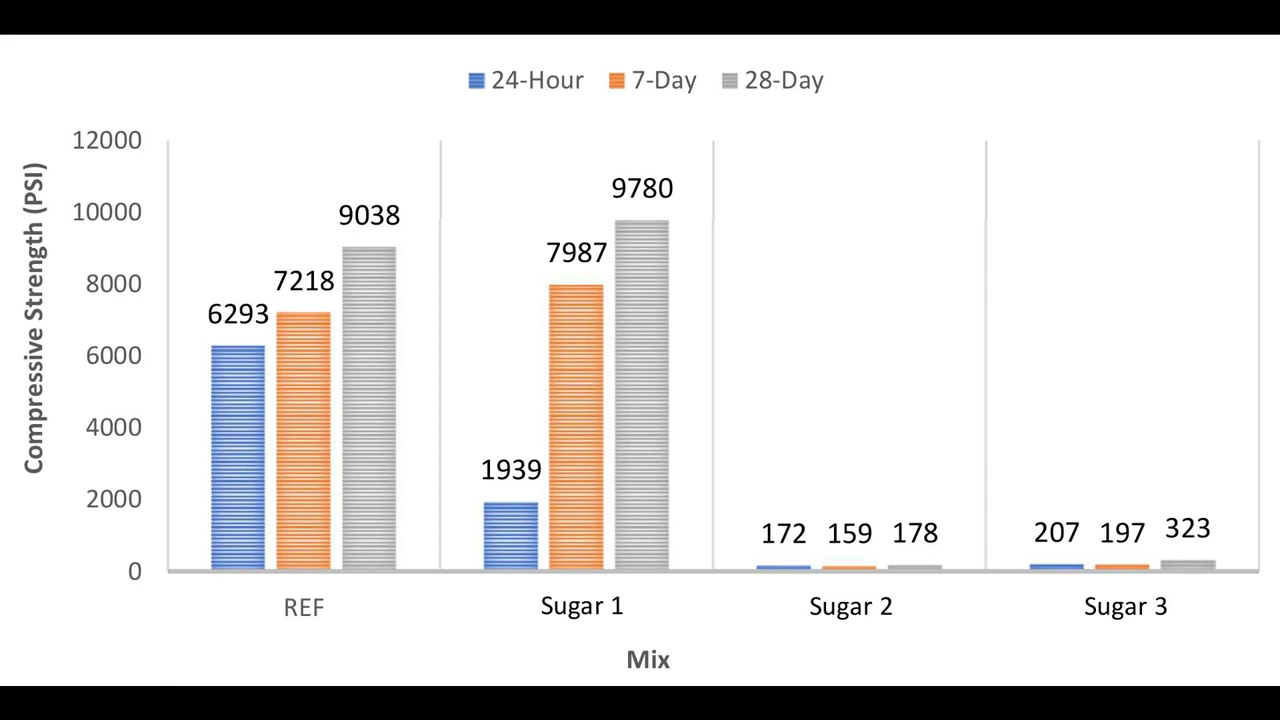 24-Hour 7-Day 28-Day
Compressive Strength (PSI)
12000
10000
8000
6000
4000
2000
0
6293 7218 9038
1939 7987 9780
172 159 178
207 197 323
REF Sugar 1 Sugar 2 Sugar 3
Mix